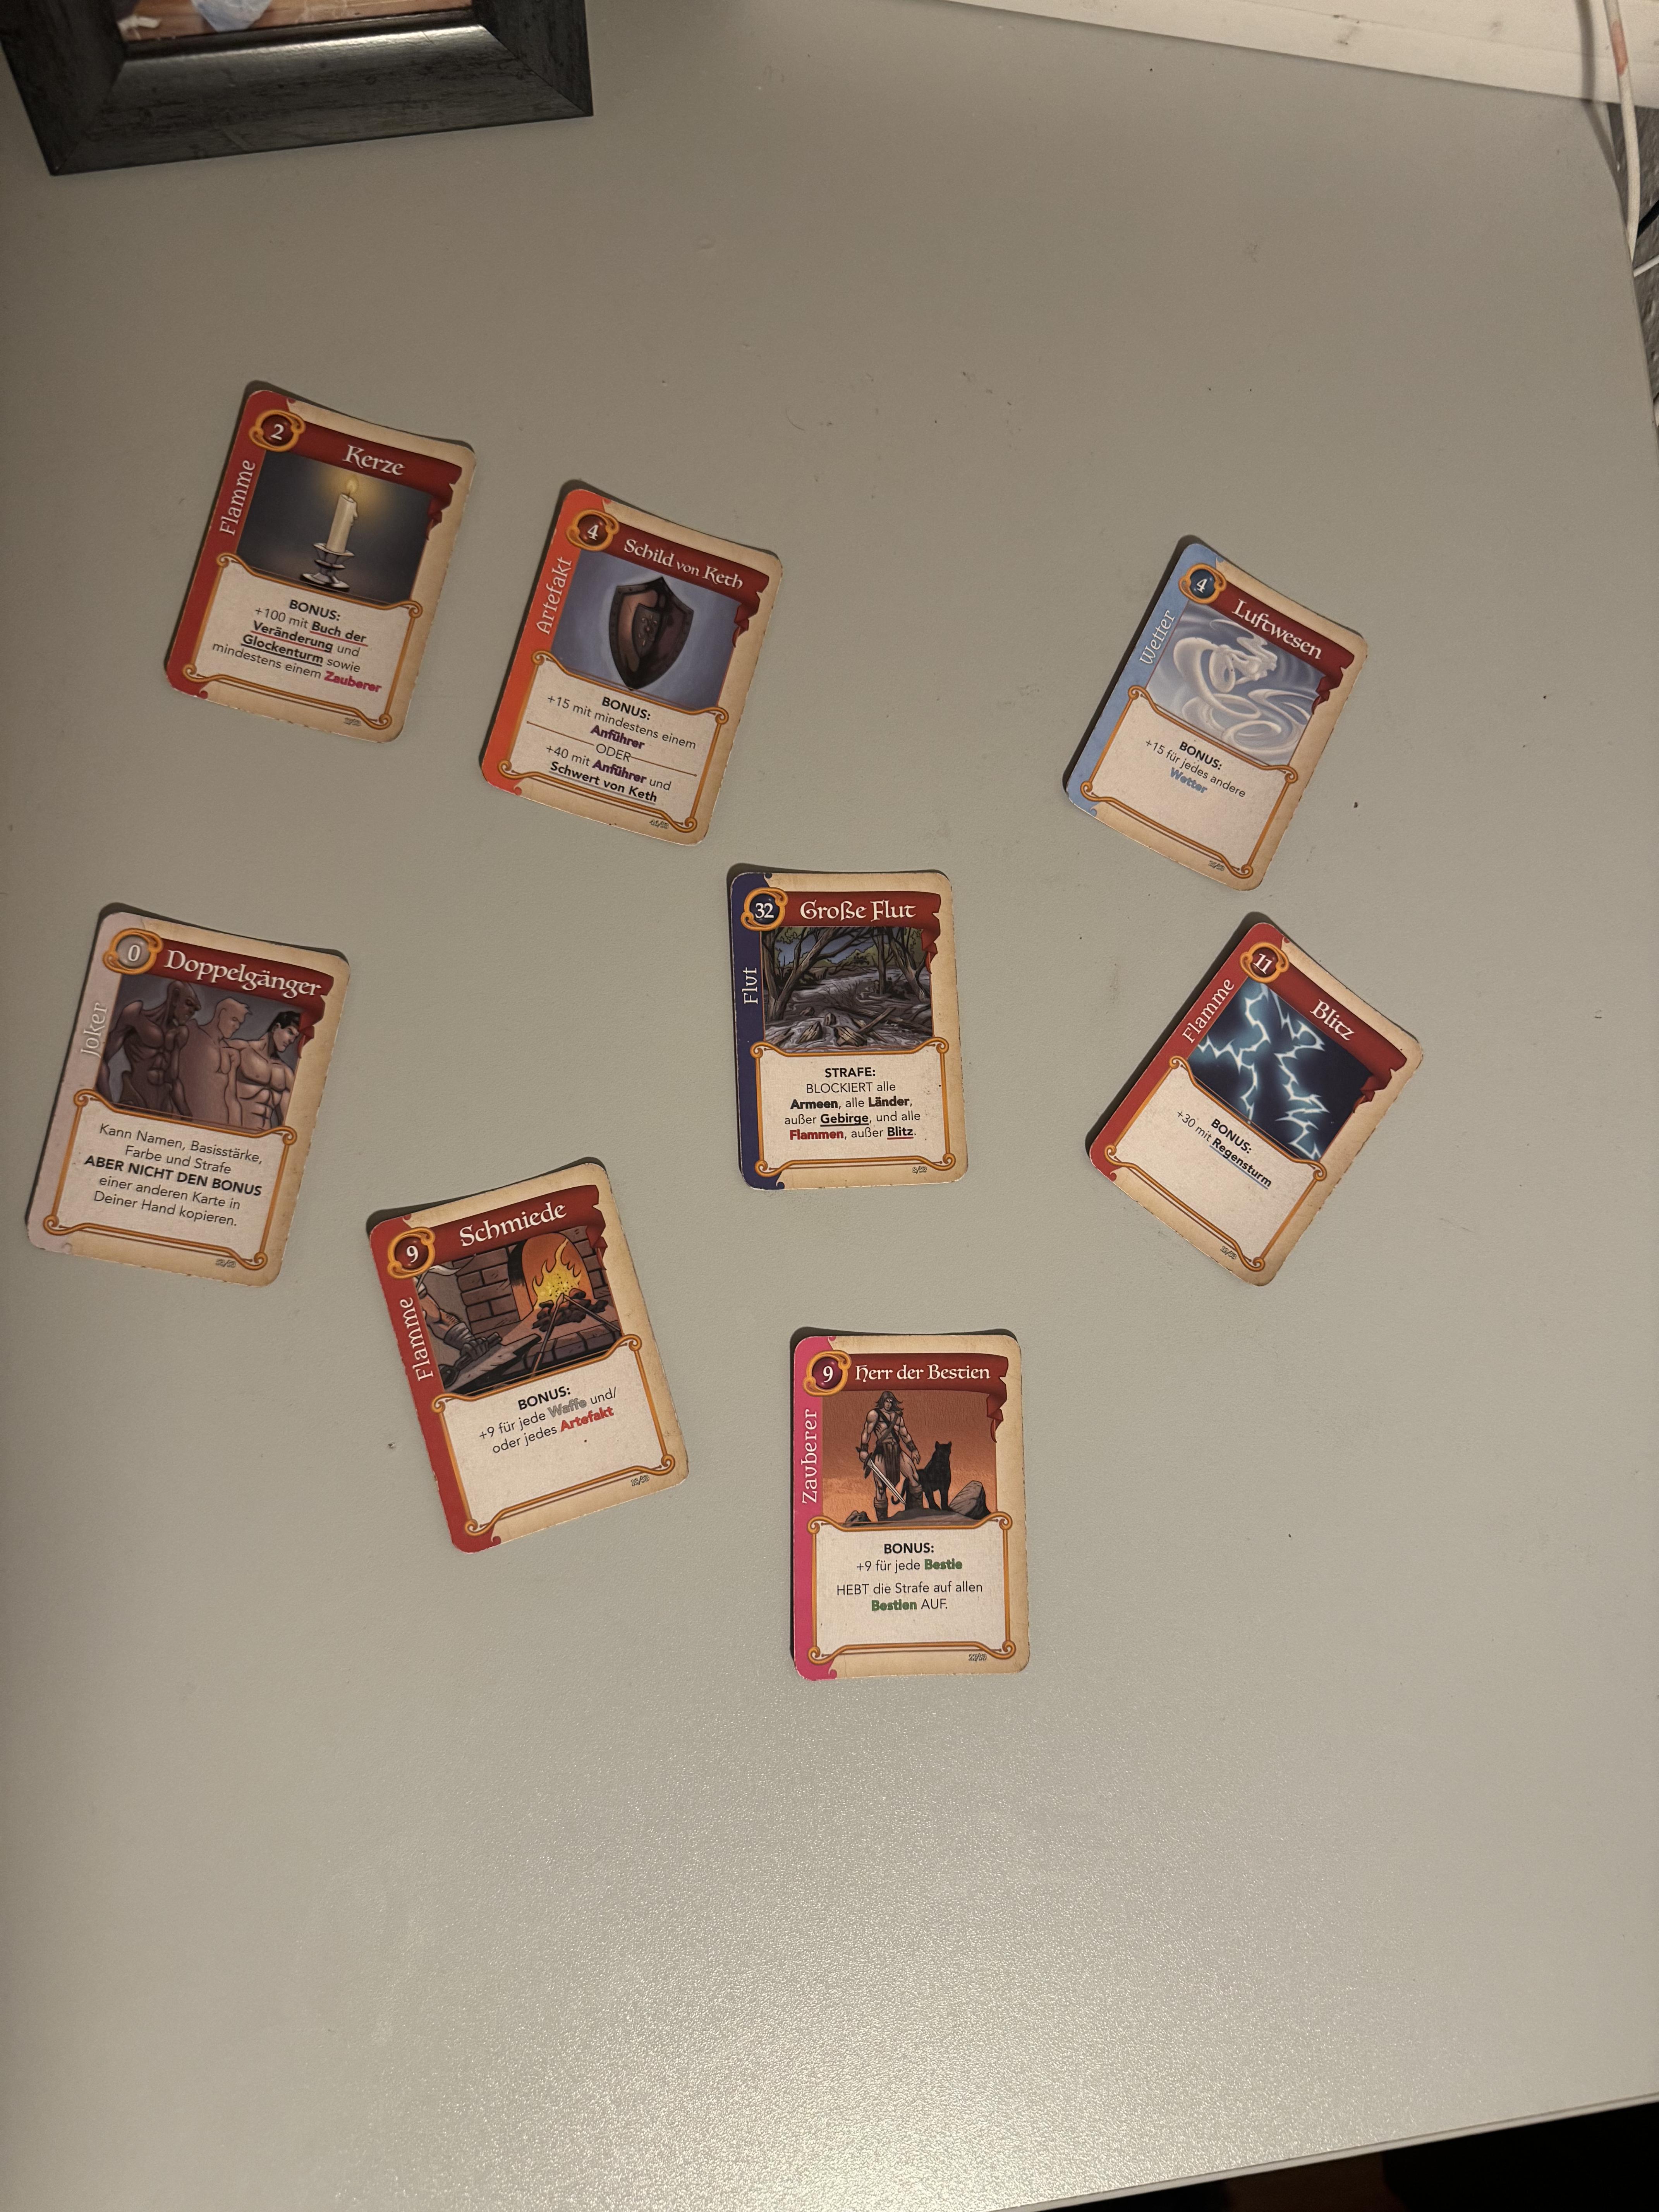 2
Kerze
Flamme
BONUS:
+100 mit Buch der
Veränderung und
Glockenturm sowie
mindestens einem Zauberer
4
Schild von Keth
Artefakt
BONUS:
+15 mit mindestens einem
Anführer
ODER
+40 mit Anführer und
Schwert von Keth
4
Luftwesen
Wetter
BONUS:
+15 für jedes andere
Wetter
0
Doppelgänger
Joker
Kann Namen, Basisstärke,
Farbe und Strafe
ABER NICHT DEN BONUS
einer anderen Karte in
Deiner Hand kopieren.
32
Große Flut
Flut
STRAFE:
BLOCKIERT alle
Armeen, alle Länder,
außer Gebirge, und alle
Flammen, außer Blitz.
11
Blitz
Flamme
BONUS:
+30 mit Regensturm
9
Schmiede
Flamme
BONUS:
+9 für jede Waffe und/
oder jedes Artefakt
9
Herr der Bestien
Zauberer
BONUS:
+9 für jede Bestie
HEBT die Strafe auf allen
Bestien AUF.